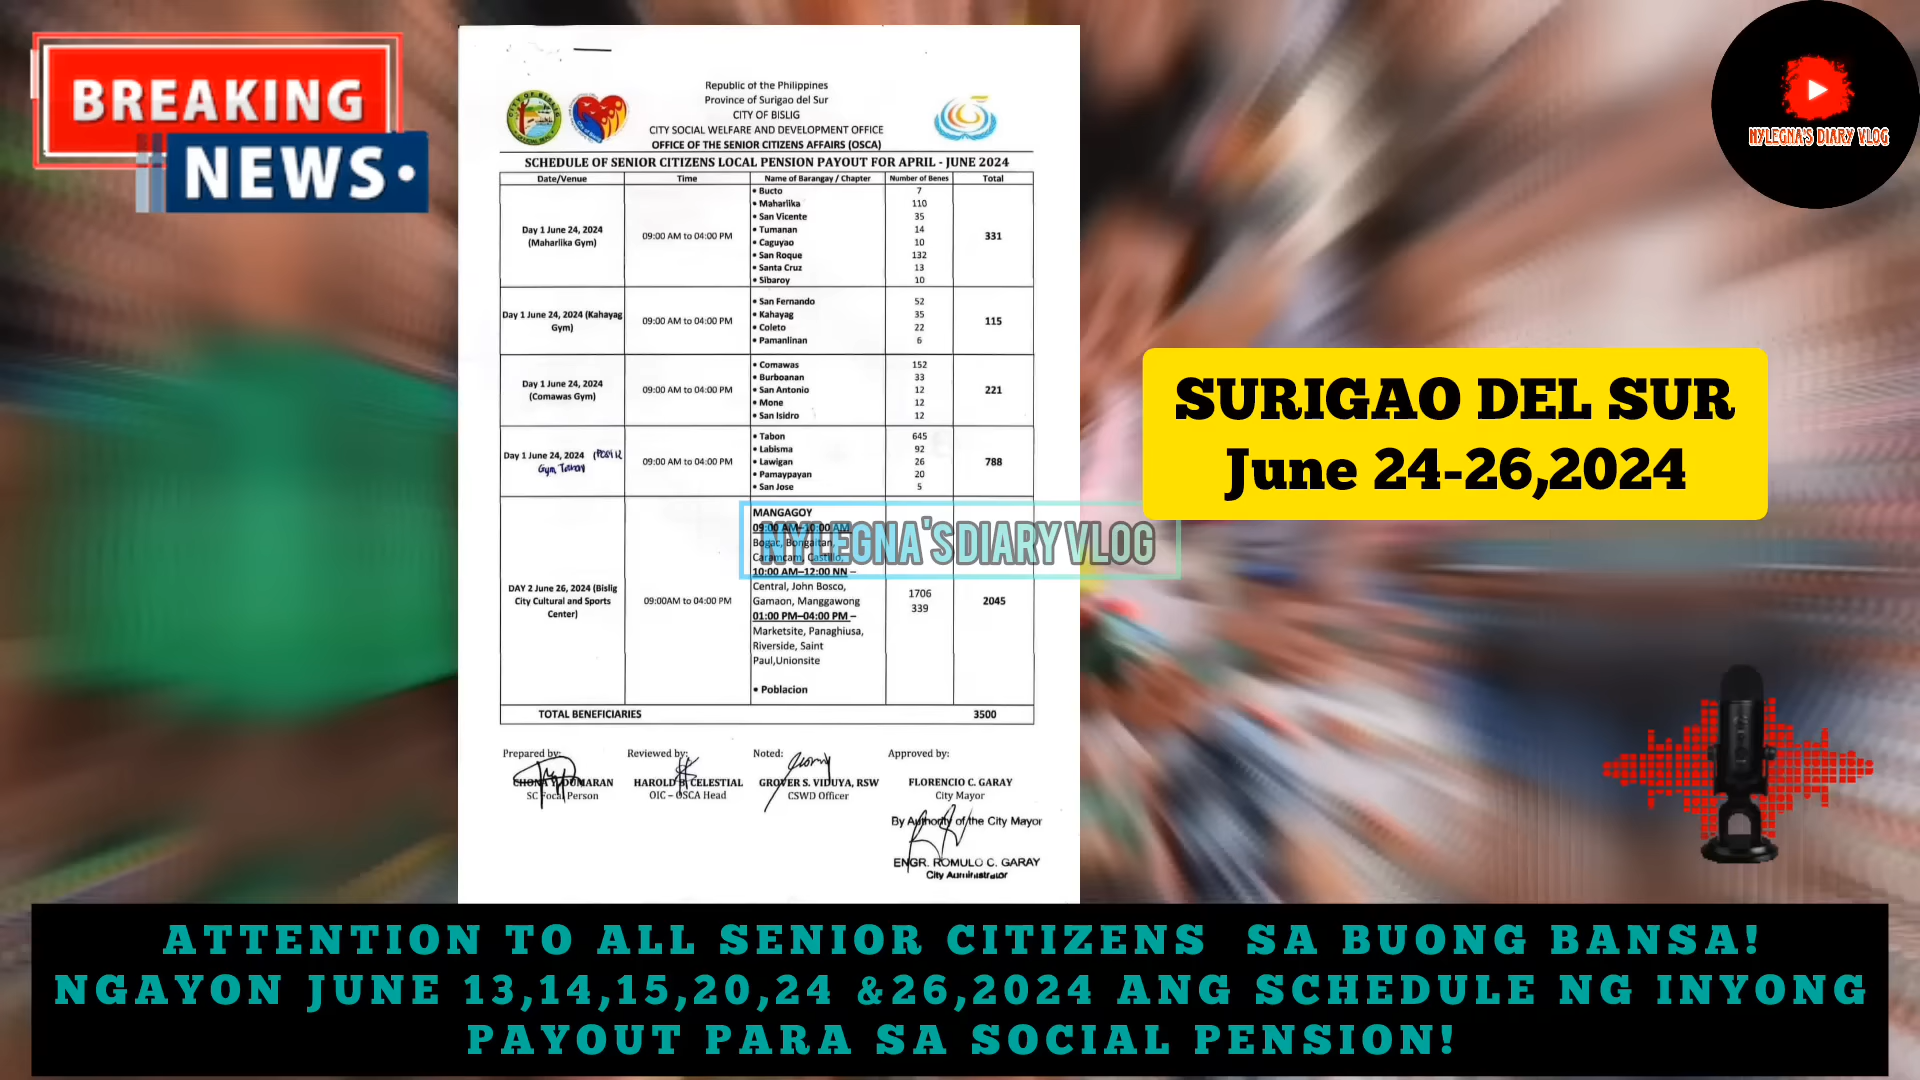 BREAKING
NEWS
NYLEGNA'S DIARY VLOG
Republic of the Philippines
Province of Surigao del Sur
CITY OF BISLIG
CITY SOCIAL WELFARE AND DEVELOPMENT OFFICE
OFFICE OF THE SENIOR CITIZENS AFFAIRS (OSCA)
SCHEDULE OF SENIOR CITIZENS LOCAL PENSION PAYOUT FOR APRIL - JUNE 2024
Date/Venue Time Name of Barangay / Chapter Number of Benes Total
Day 1 June 24, 2024
(Maharlika Gym)
09:00 AM to 04:00 PM
• Bucto 7
• Maharlika 110
• San Vicente 35
• Tumanan 14
• Caguyao 10
• San Roque 132
• Santa Cruz 13
• Sibaroy 10
331
Day 1 June 24, 2024 (Kahayag
Gym)
09:00 AM to 04:00 PM
• San Fernando 52
• Kahayag 35
• Coleto 22
• Pamanlinan 6
115
Day 1 June 24, 2024
(Comawas Gym)
09:00 AM to 04:00 PM
• Comawas 152
• Burboanan 33
• San Antonio 12
• Mone 12
• San Isidro 12
221
Day 1 June 24, 2024
Gym
09:00 AM to 04:00 PM
• Tabon 645
• Labisma 92
• Lawigan 26
• Pamaypayan 20
• San Jose 5
788
DAY 2 June 26, 2024 (Bislig
City Cultural and Sports
Center)
09:00AM to 04:00 PM
MANGAGOY
09:00 AM–10:00 AM
Bogac, Bongaitan,
Caramcam, Castillo,
10:00 AM–12:00 NN –
Central, John Bosco,
Gamaon, Manggawong
01:00 PM–04:00 PM –
Marketsite, Panaghiusa,
Riverside, Saint
Paul,Unionsite
• Poblacion
1706
339
2045
TOTAL BENEFICIARIES 3500
NYLEGNA'S DIARY VLOG
Prepared by: Reviewed by: Noted: Approved by:
HAROLD CELESTIAL GROVER S. VIDUYA, RSW FLORENCIO C. GARAY
SC Focal Person OIC – OSCA Head CSWD Officer City Mayor
By Authority of the City Mayor
ENGR. ROMULO C. GARAY
City Administrator
SURIGAO DEL SUR
June 24-26,2024
ATTENTION TO ALL SENIOR CITIZENS SA BUONG BANSA!
NGAYON JUNE 13,14,15,20,24 &26,2024 ANG SCHEDULE NG INYONG
PAYOUT PARA SA SOCIAL PENSION!